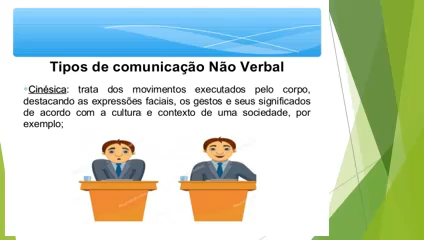 Tipos de comunicação Não Verbal
Cinésica: trata dos movimentos executados pelo corpo,
destacando as expressões faciais, os gestos e seus significados
de acordo com a cultura e contexto de uma sociedade, por
exemplo;